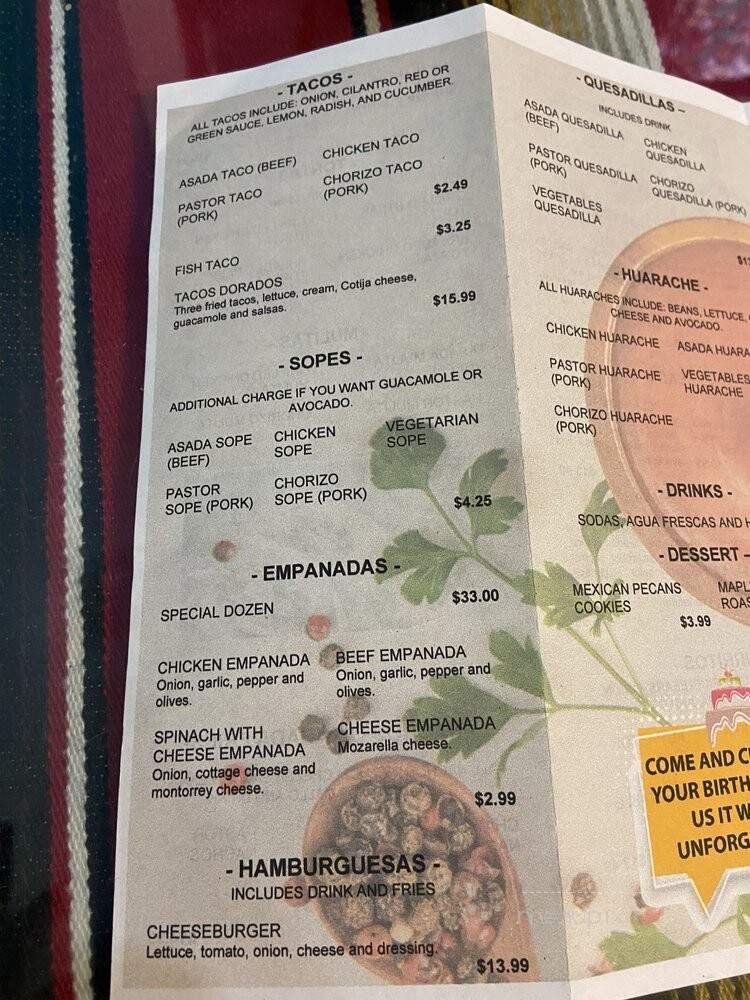 - TACOS -
ALL TACOS INCLUDE: ONION, CILANTRO, RED OR
GREEN SAUCE, LEMON, RADISH, AND CUCUMBER.
ASADA TACO (BEEF)
CHICKEN TACO
PASTOR TACO
(PORK)
CHORIZO TACO
(PORK)
$2.49
$3.25
FISH TACO
TACOS DORADOS
Three fried tacos, lettuce, cream, Cotija cheese,
guacamole and salsas.
$15.99
- SOPES -
ADDITIONAL CHARGE IF YOU WANT GUACAMOLE OR
AVOCADO.
ASADA SOPE
(BEEF)
CHICKEN
SOPE
VEGETARIAN
SOPE
PASTOR
SOPE (PORK)
CHORIZO
SOPE (PORK)
$4.25
- EMPANADAS -
SPECIAL DOZEN
$33.00
CHICKEN EMPANADA
Onion, garlic, pepper and
olives.
BEEF EMPANADA
Onion, garlic, pepper and
olives.
SPINACH WITH
CHEESE EMPANADA
Onion, cottage cheese and
montorrey cheese.
CHEESE EMPANADA
Mozarella cheese.
$2.99
- HAMBURGUESAS -
INCLUDES DRINK AND FRIES
CHEESEBURGER
Lettuce, tomato, onion, cheese and dressing.
$13.99
- QUESADILLAS -
INCLUDES DRINK
ASADA QUESADILLA
(BEEF)
CHICKEN
QUESADILLA
PASTOR QUESADILLA
(PORK)
CHORIZO
QUESADILLA (PORK)
VEGETABLES
QUESADILLA
- HUARACHE -
ALL HUARACHES INCLUDE: BEANS, LETTUCE,
CHEESE AND AVOCADO.
CHICKEN HUARACHE
ASADA HUARA
PASTOR HUARACHE
(PORK)
VEGETABLES
HUARACHE
CHORIZO HUARACHE
(PORK)
- DRINKS -
SODAS, AGUA FRESCAS AND H
- DESSERT -
MEXICAN PECANS
COOKIES
MAPL
ROAS
$3.99
COME AND C
YOUR BIRTH
US IT W
UNFORG